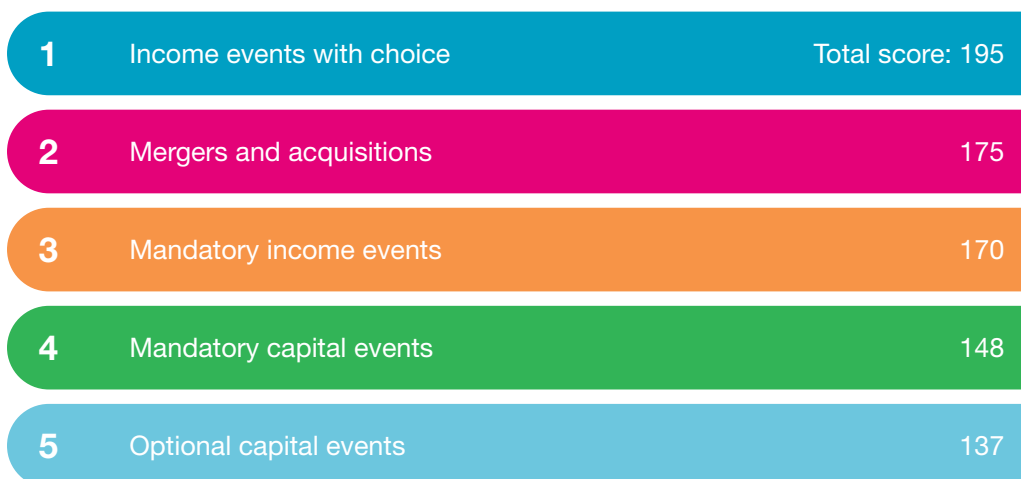 1 Income events with choice Total score: 195
2 Mergers and acquisitions 175
3 Mandatory income events 170
4 Mandatory capital events 148
5 Optional capital events 137